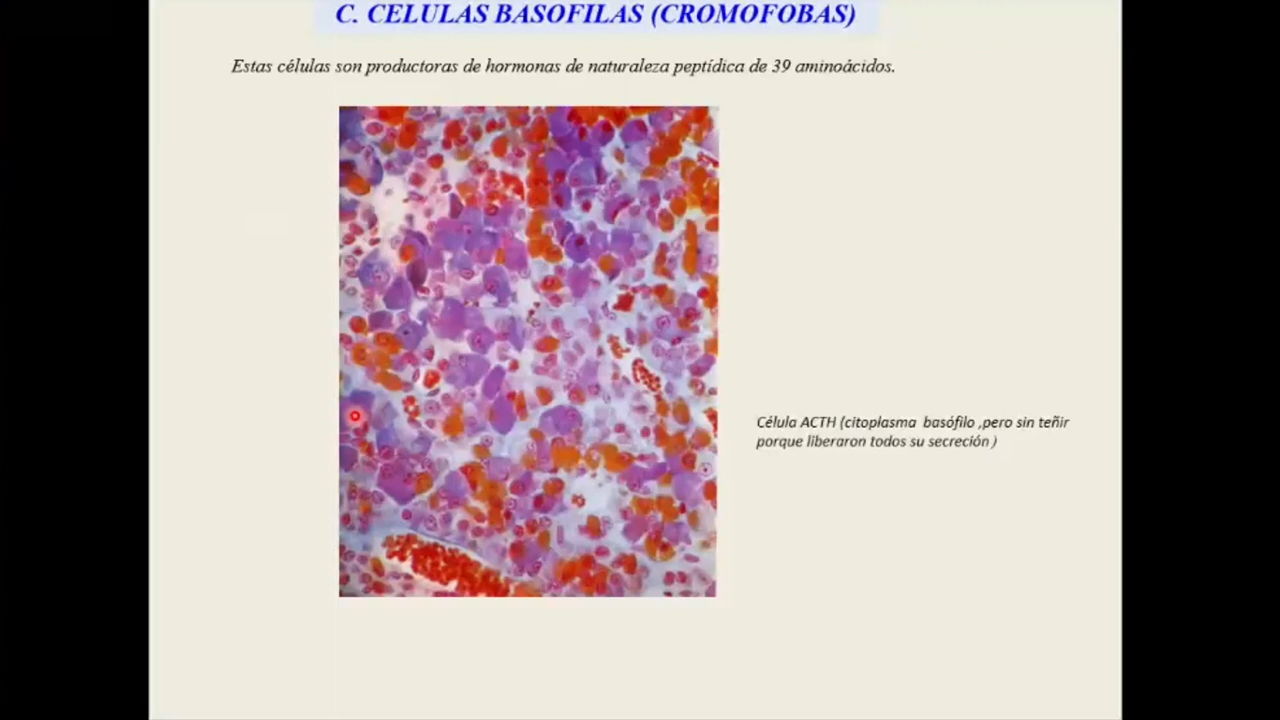 C. CELULAS BASOFILAS (CROMOFOBAS)
Estas células son productoras de hormonas de naturaleza peptídica de 39 aminoácidos.
Célula ACTH (citoplasma basófilo ,pero sin teñir
porque liberaron todos su secreción )